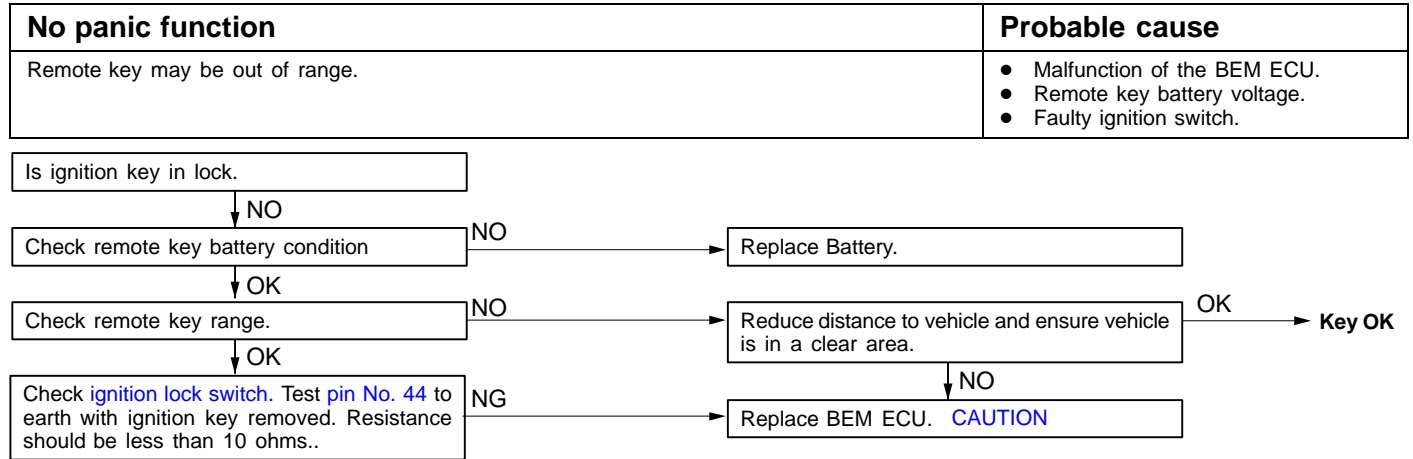 No panic function
Probable cause
Remote key may be out of range.
● Malfunction of the BEM ECU.
● Remote key battery voltage.
● Faulty ignition switch.
Is ignition key in lock.
NO
Check remote key battery condition
NO
Replace Battery.
OK
Check remote key range.
NO
Reduce distance to vehicle and ensure vehicle
is in a clear area.
OK
Key OK
OK
NO
Check ignition lock switch. Test pin No. 44 to
earth with ignition key removed. Resistance
should be less than 10 ohms..
NG
Replace BEM ECU. CAUTION